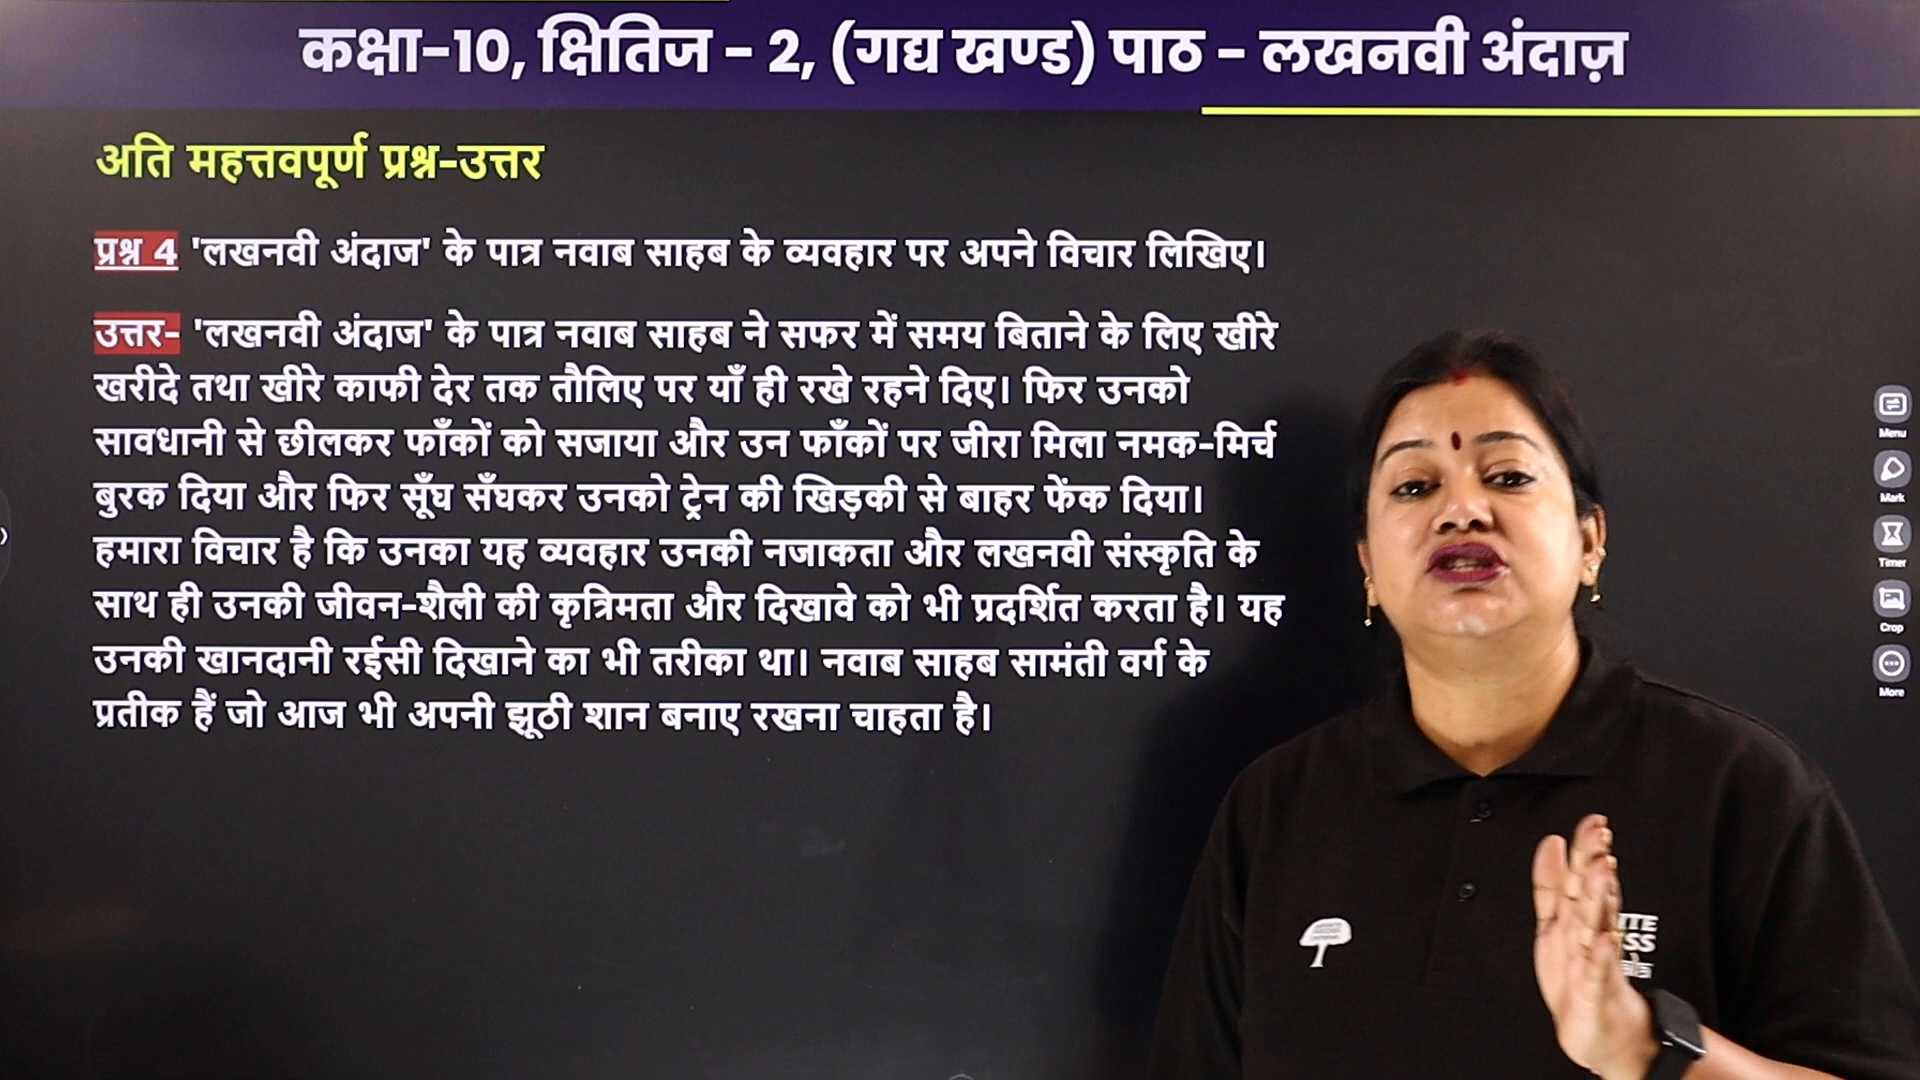 कक्षा-10, क्षितिज - 2, (गद्य खण्ड) पाठ - लखनवी अंदाज़
अति महत्तवपूर्ण प्रश्न-उत्तर
प्रश्न 4 'लखनवी अंदाज' के पात्र नवाब साहब के व्यवहार पर अपने विचार लिखिए।
उत्तर- 'लखनवी अंदाज' के पात्र नवाब साहब ने सफर में समय बिताने के लिए खीरे
खरीदे तथा खीरे काफी देर तक तौलिए पर याँ ही रखे रहने दिए। फिर उनको
सावधानी से छीलकर फाँकों को सजाया और उन फाँकों पर जीरा मिला नमक-मिर्च
बुरक दिया और फिर सूँघ सँघकर उनको ट्रेन की खिड़की से बाहर फेंक दिया।
हमारा विचार है कि उनका यह व्यवहार उनकी नजाकता और लखनवी संस्कृति के
साथ ही उनकी जीवन-शैली की कृत्रिमता और दिखावे को भी प्रदर्शित करता है। यह
उनकी खानदानी रईसी दिखाने का भी तरीका था। नवाब साहब सामंती वर्ग के
प्रतीक हैं जो आज भी अपनी झूठी शान बनाए रखना चाहता है।
Menu
Mark
Timer
Crop
More